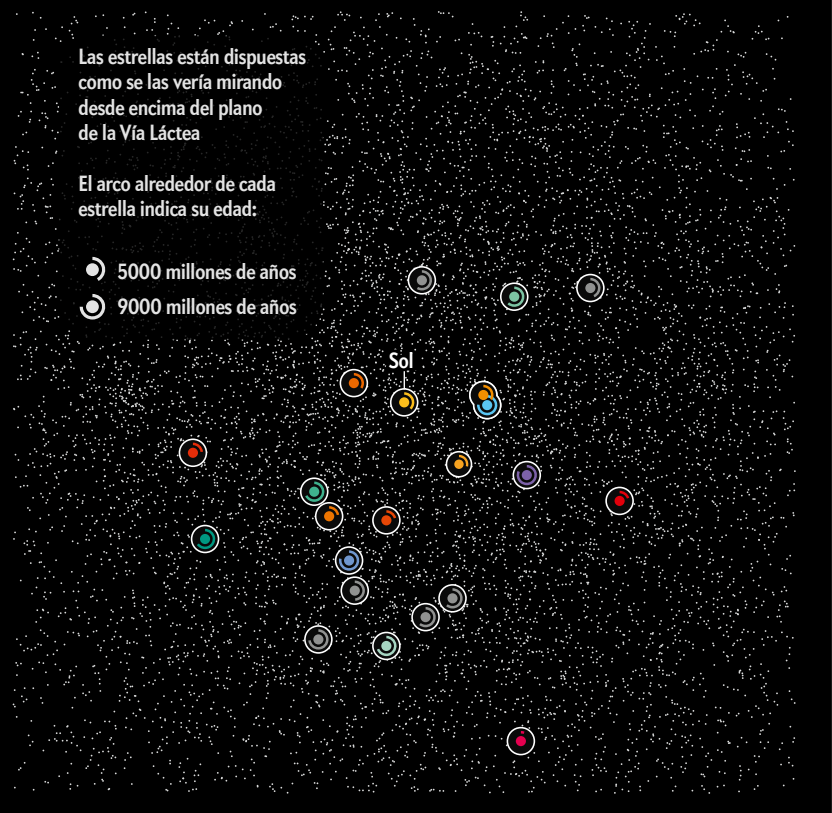 Las estrellas están dispuestas
como se las vería mirando
desde encima del plano
de la Vía Láctea
El arco alrededor de cada
estrella indica su edad:
5000 millones de años
9000 millones de años
Sol